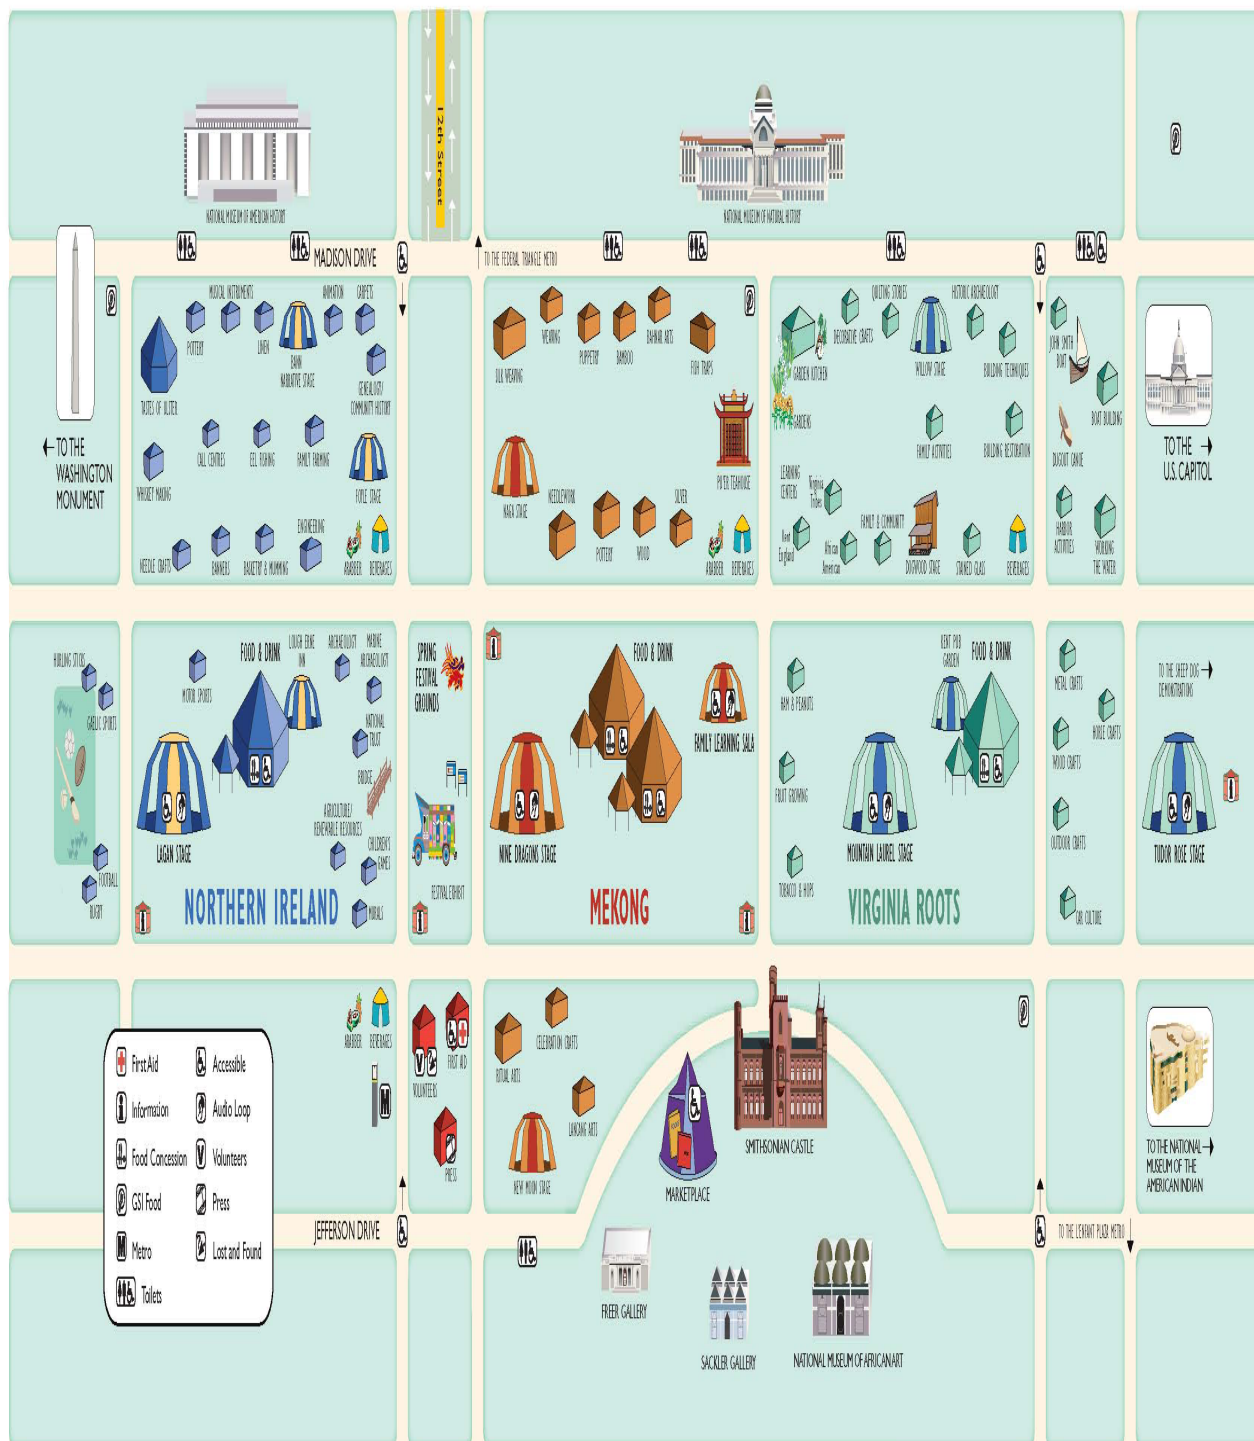 12th Street
NATIONAL MUSEUM OF AMERICAN HISTORY
NATIONAL MUSEUM OF NATURAL HISTORY
MADISON DRIVE
TO THE FEDERAL TRIANGLE METRO
TO THE
WASHINGTON
MONUMENT
MUSICAL INSTRUMENTS
ANIMATION
CARPETS
POTTERY
LINEN
BANN
NARRATIVE STAGE
GENEALOGY/
COMMUNITY HISTORY
TASTES OF ULSTER
CALL CENTRES
EEL FISHING
FAMILY FARMING
WHISKEY MAKING
FOYLE STAGE
ENGINEERING
NEEDLE CRAFTS
BANNERS
BASKETRY & MUMMING
ARABBER
BEVERAGES
WEAVING
PUPPETRY
BAMBOO
BAHNAR ARTS
SILK WEAVING
FISH TRAPS
PU'ER TEAHOUSE
NAGA STAGE
NEEDLEWORK
SILVER
POTTERY
WOOD
ARABBER
BEVERAGES
QUILTING STORIES
HISTORIC ARCHAEOLOGY
DECORATIVE CRAFTS
GARDEN KITCHEN
WILLOW STAGE
BUILDING TECHNIQUES
GARDENS
FAMILY ACTIVITIES
BUILDING RESTORATION
LEARNING
CENTERS
Virginia
Tribes
FAMILY & COMMUNITY
Kent
England
African
American
DOGWOOD STAGE
STAINED GLASS
BEVERAGES
JOHN SMITH
BOAT
BOAT BUILDING
DUGOUT CANOE
HARBOR
ACTIVITIES
WORKING
THE WATER
TO THE
U.S. CAPITOL
HURLING STICKS
GAELIC SPORTS
FOOTBALL
RUGBY
MOTOR SPORTS
FOOD & DRINK
LOUGH ERNE
INN
ARCHAEOLOGY
MARINE
ARCHAEOLOGY
NATIONAL
TRUST
BRIDGE
AGRICULTURE/
RENEWABLE RESOURCES
CHILDREN'S
GAMES
LAGAN STAGE
MURALS
NORTHERN IRELAND
SPRING
FESTIVAL
GROUNDS
FESTIVAL EXHIBIT
i
FOOD & DRINK
FAMILY LEARNING SALA
NINE DRAGONS STAGE
MEKONG
HAM & PEANUTS
FRUIT GROWING
TOBACCO & HOPS
KENT PUB
GARDEN
FOOD & DRINK
MOUNTAIN LAUREL STAGE
VIRGINIA ROOTS
METAL CRAFTS
HORSE CRAFTS
WOOD CRAFTS
OUTDOOR CRAFTS
CAR CULTURE
TO THE SHEEP DOG
DEMONSTRATIONS
TUDOR ROSE STAGE
ARABBER
BEVERAGES
M
VOLUNTEERS
V
FIRST AID
PRESS
RITUAL ARTS
CELEBRATION CRAFTS
LANCANG ARTS
NEW MOON STAGE
MARKETPLACE
SMITHSONIAN CASTLE
TO THE NATIONAL
MUSEUM OF THE
AMERICAN INDIAN
First Aid
Accessible
i Information
Audio Loop
Food Concession
V Volunteers
P GSI Food
Press
M Metro
Lost and Found
Toilets
JEFFERSON DRIVE
TO THE L'ENFANT PLAZA METRO
FREER GALLERY
SACKLER GALLERY
NATIONAL MUSEUM OF AFRICAN ART